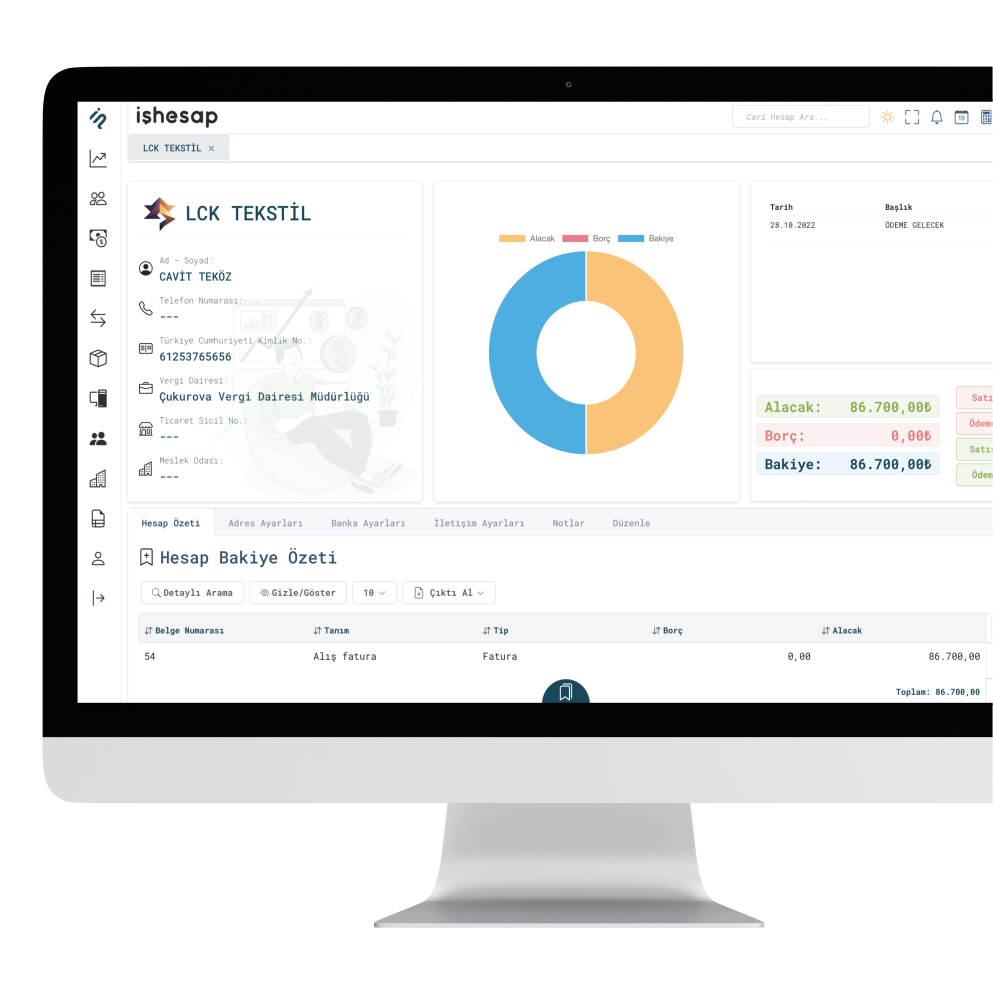 işhesap
Cari Hesap Ara...
19
LCK TEKSTİL ×
LCK TEKSTİL
Ad - Soyad:
CAVİT TEKÖZ
Telefon Numarası:...
---
Türkiye Cumhuriyeti Kimlik No.:
61253765656
Vergi Dairesi:
Çukurova Vergi Dairesi Müdürlüğü
Ticaret Sicil No.:
---
Meslek Odası:
---
Alacak Borç Bakiye
Tarih Başlık
28.10.2022 ÖDEME GELECEK
Alacak: 86.700,00₺
Borç: 0,00₺
Bakiye: 86.700,00₺
Satı
Ödeme
Satı
Ödem
Hesap Özeti Adres Ayarları Banka Ayarları İletişim Ayarları Notlar Düzenle
Hesap Bakiye Özeti
Detaylı Arama Gizle/Göster 10 Çıktı Al
Belge Numarası Tanım Tip Borç Alacak
54 Alış fatura Fatura 0,00 86.700,00
Toplam: 86.700,00